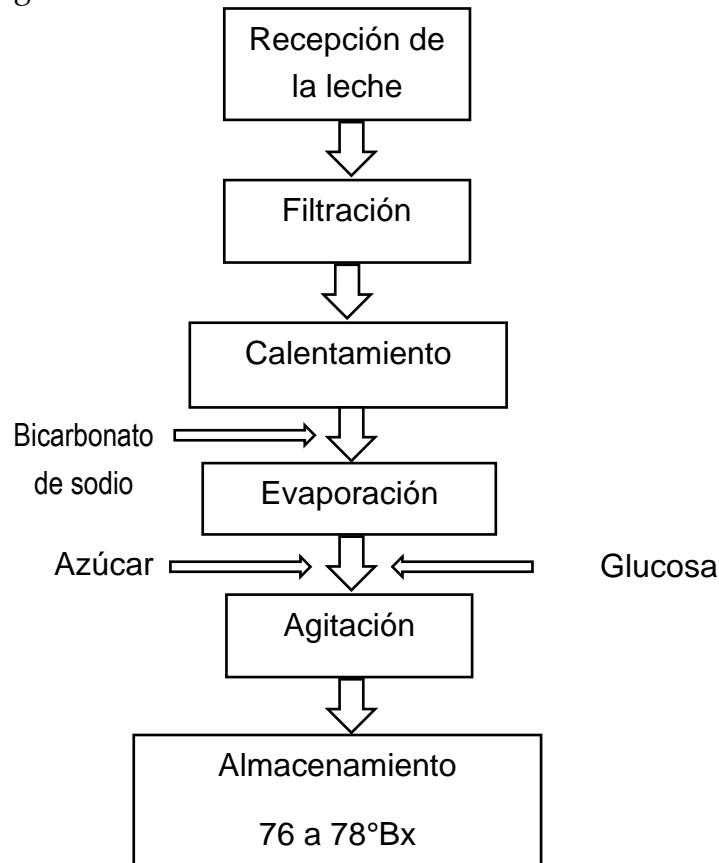 Recepción de
la leche
Filtración
Calentamiento
Bicarbonato
de sodio
Evaporación
Azúcar
Glucosa
Agitación
Almacenamiento
76 a 78°Bx